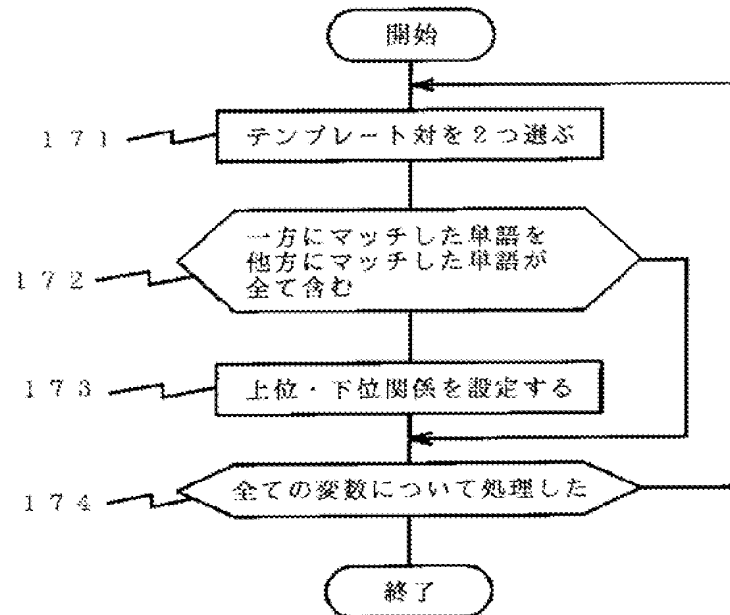 開始
171
テンプレート対を2つ選ぶ
一方にマッチした単語を
他方にマッチした単語が
全て含む
172
173
上位・下位関係を設定する
174
全ての変数について処理した
終了